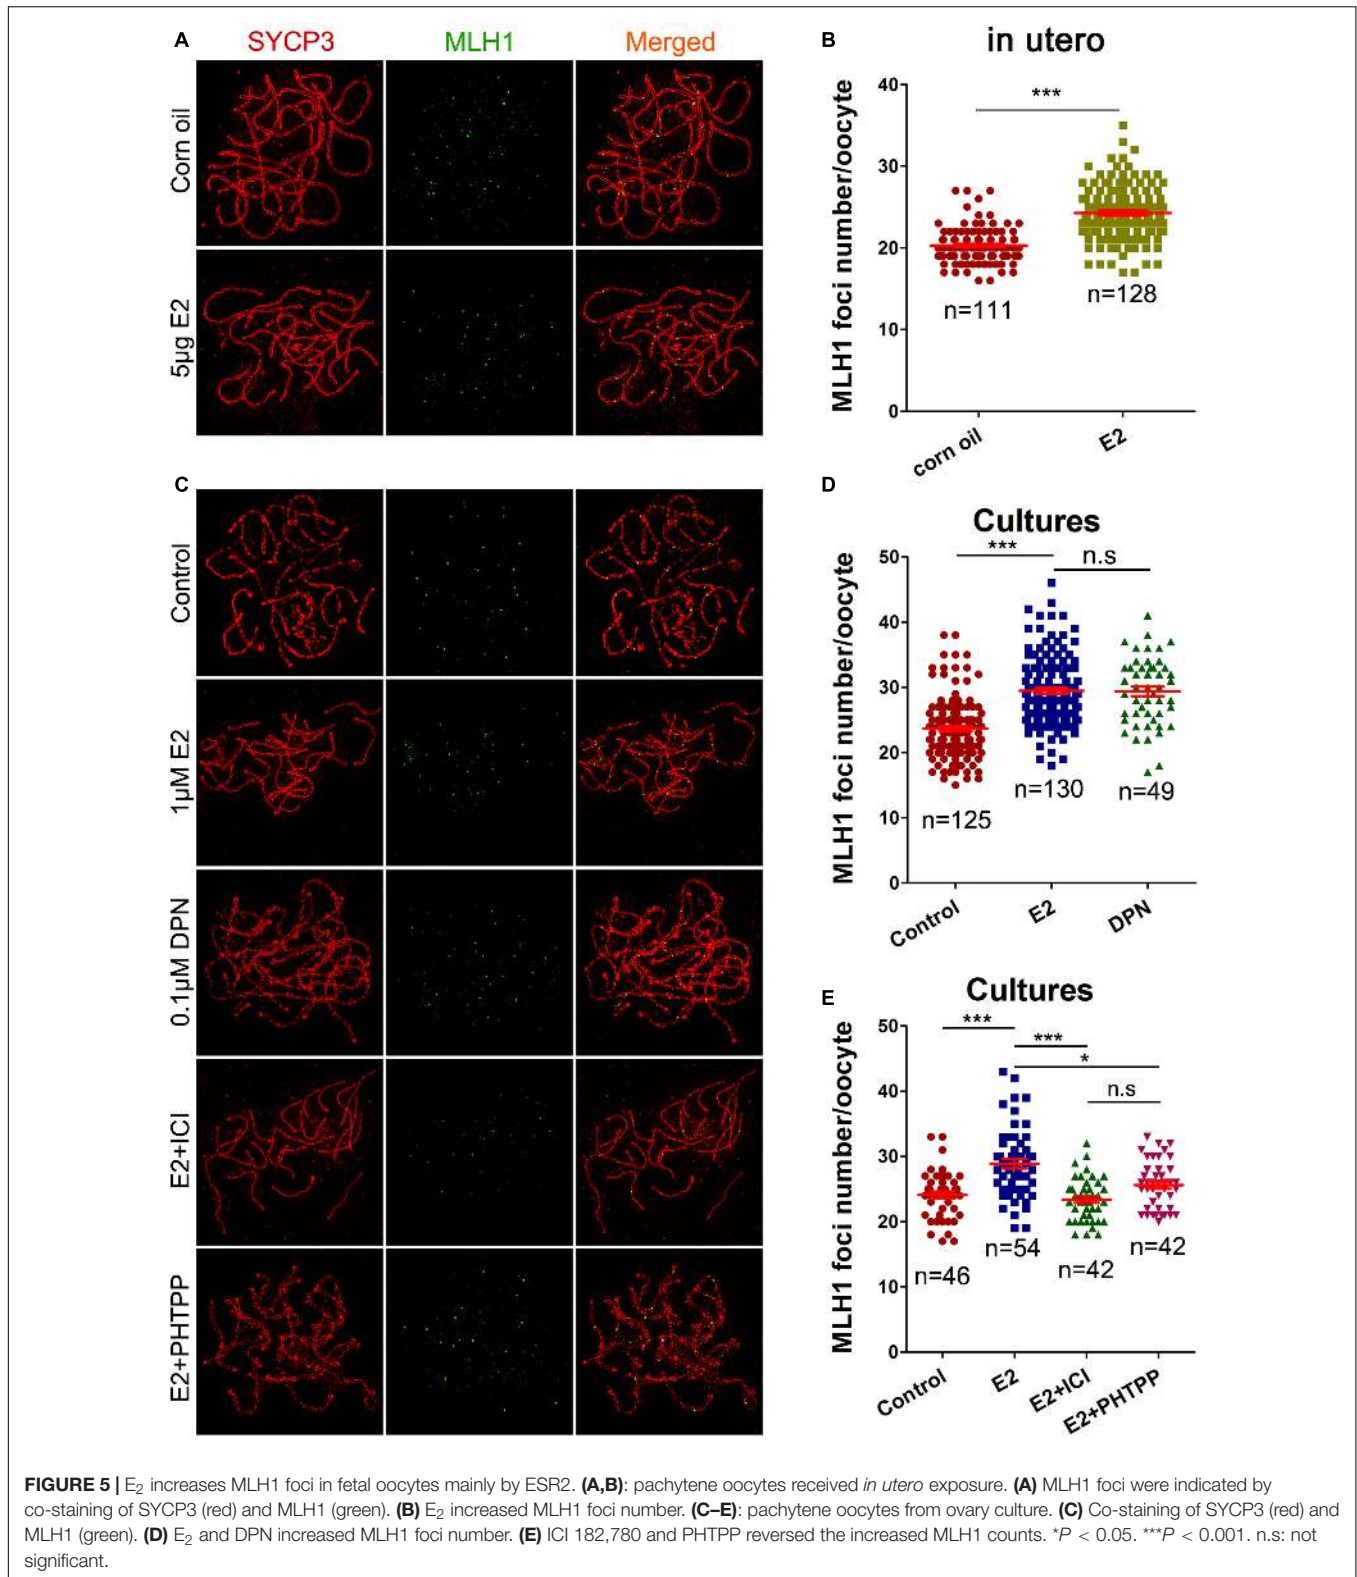 A
SYCP3
MLH1
Merged
Corn oil
5µg E2
B
in utero
MLH1 foci number/oocyte
40
30
20
10
0
***
n=111
n=128
corn oil
E2
C
Control
1µM E2
0.1µM DPN
E2+ICI
E2+PHTPP
D
Cultures
MLH1 foci number/oocyte
50
40
30
20
10
0
***
n.s
n=125
n=130
n=49
Control
E2
DPN
E
Cultures
MLH1 foci number/oocyte
50
40
30
20
10
0
***
***
*
n.s
n=46
n=54
n=42
n=42
Control
E2
E2+ICI
E2+PHTPP
FIGURE 5 | E₂ increases MLH1 foci in fetal oocytes mainly by ESR2. (A,B): pachytene oocytes received in utero exposure. (A) MLH1 foci were indicated by
co-staining of SYCP3 (red) and MLH1 (green). (B) E₂ increased MLH1 foci number. (C–E): pachytene oocytes from ovary culture. (C) Co-staining of SYCP3 (red) and
MLH1 (green). (D) E₂ and DPN increased MLH1 foci number. (E) ICI 182,780 and PHTPP reversed the increased MLH1 counts. *P < 0.05. ***P < 0.001. n.s: not
significant.